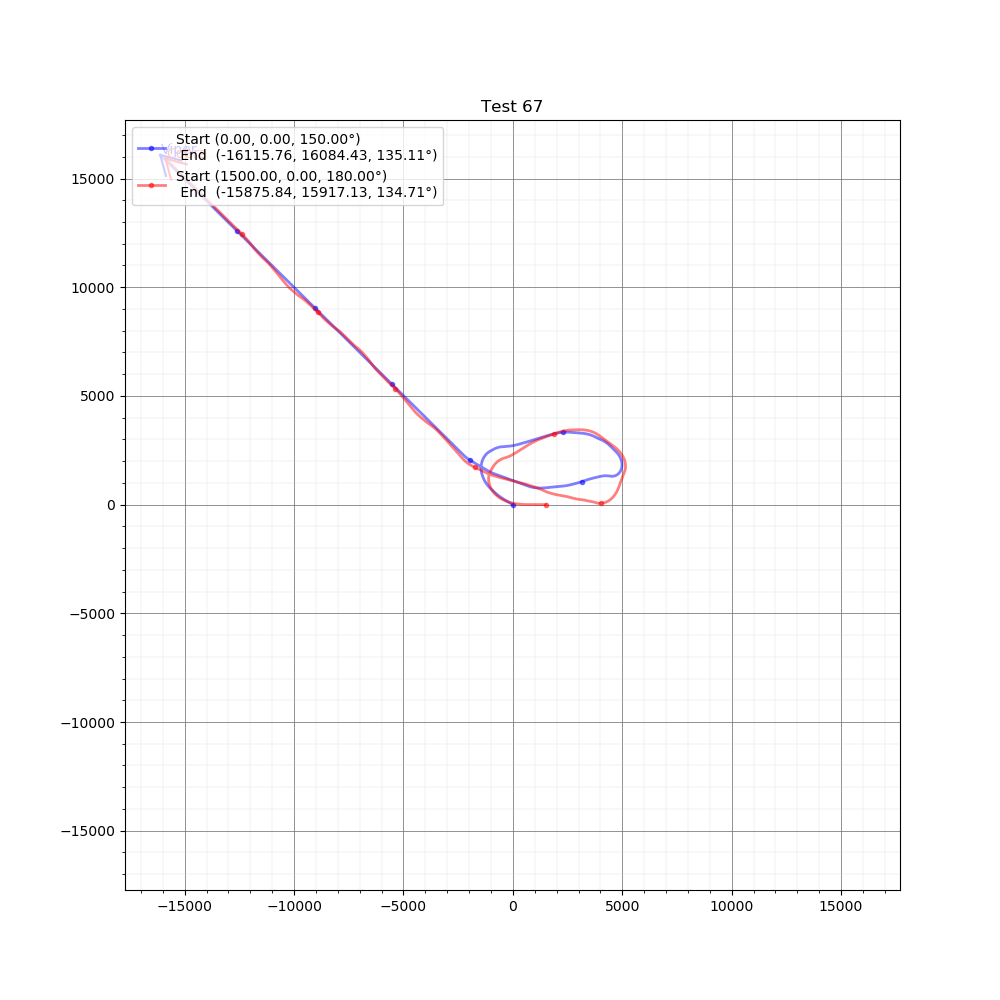 Test 67
Start (0.00, 0.00, 150.00°)
End (-16115.76, 16084.43, 135.11°)
Start (1500.00, 0.00, 180.00°)
End (-15875.84, 15917.13, 134.71°)
15000
10000
5000
0
−5000
−10000
−15000
−15000 −10000 −5000 0 5000 10000 15000